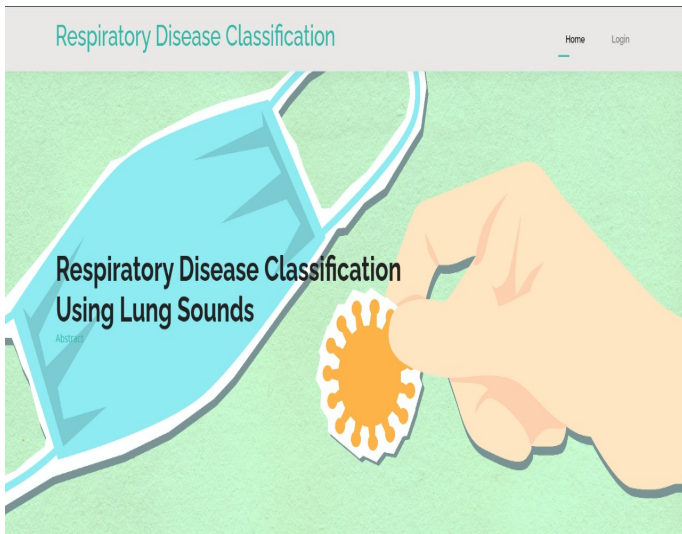 Respiratory Disease Classification
Home
Login
Respiratory Disease Classification
Using Lung Sounds
Abstract